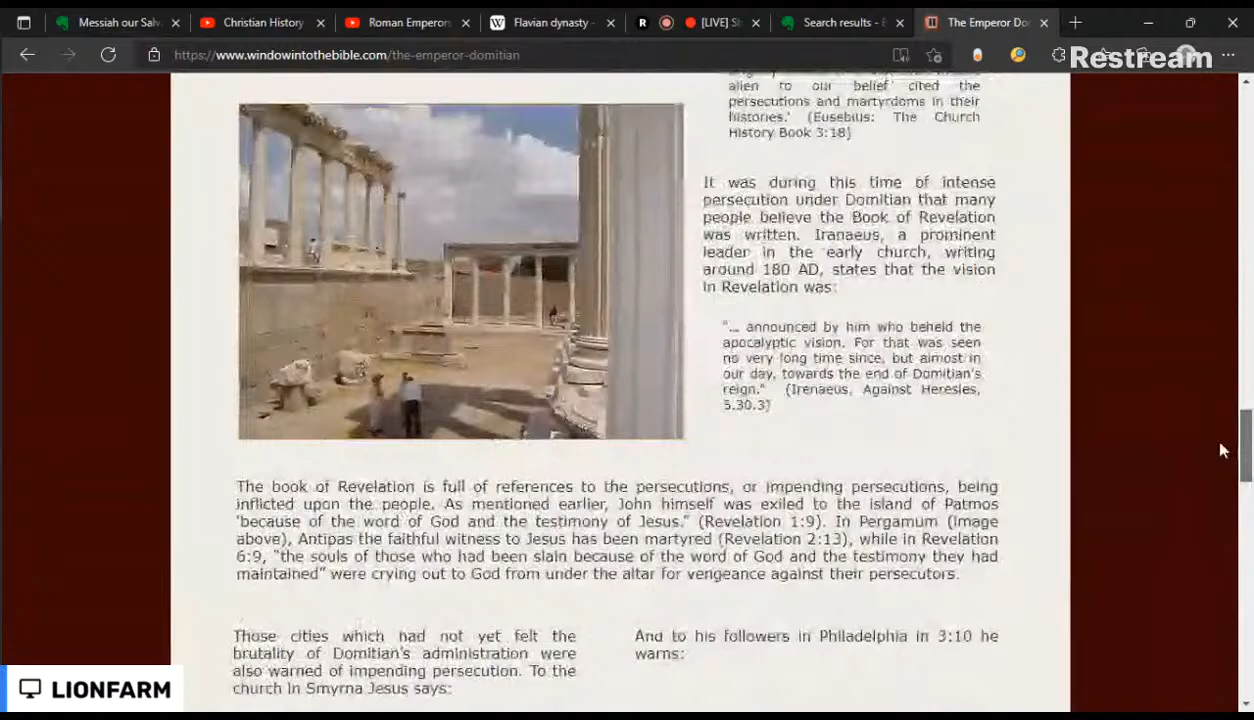 Messiah our Sal
Christian History
Roman Emperor
Flavian dynasty -
[LIVE] S
Search results - E
The Emperor Do
https://www.windowintothebible.com/the-emperor-domitian
Restream
alien to our belief cited the
persecutions and martyrdoms in their
histories.' (Eusebius: The Church
History Book 3:18)
It was during this time of intense
persecution under Domitian that many
people believe the Book of Revelation
was written. Iranaeus, a prominent
leader in the early church, writing
around 180 AD, states that the vision
in Revelation was:
"... announced by him who beheld the
apocalyptic vision. For that was seen
no very long time since, but almost in
our day, towards the end of Domitian's
reign." (Irenaeus, Against Heresies,
5.30.3)
The book of Revelation is full of references to the persecutions, or impending persecutions, being
inflicted upon the people. As mentioned earlier, John himself was exiled to the island of Patmos
'because of the word of God and the testimony of Jesus." (Revelation 1:9). In Pergamum (image
above), Antipas the faithful witness to Jesus has been martyred (Revelation 2:13), while in Revelation
6:9, "the souls of those who had been slain because of the word of God and the testimony they had
maintained" were crying out to God from under the altar for vengeance against their persecutors.
Those cities which had not yet felt the
brutality of Domitian's administration were
also warned of impending persecution. To the
church in Smyrna Jesus says:
And to his followers in Philadelphia in 3:10 he
warns:
LIONFARM